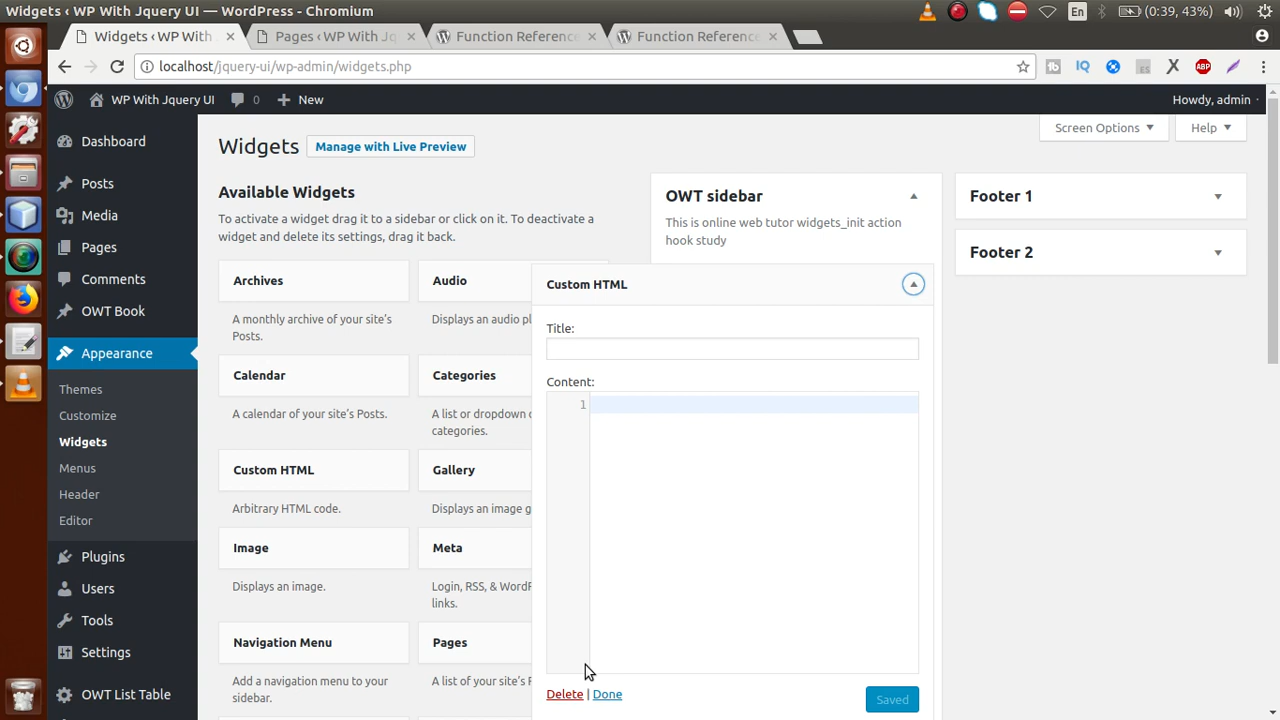 Widgets ‹ WP With Jquery UI — WordPress - Chromium
En
(0:39, 43%)
Widgets ‹ WP With
Pages ‹ WP With Jq
Function Reference
Function Reference
localhost/jquery-ui/wp-admin/widgets.php
WP With Jquery UI
0
New
Howdy, admin
Screen Options
Help
Dashboard
Posts
Media
Pages
Comments
OWT Book
Appearance
Themes
Customize
Widgets
Menus
Header
Editor
Plugins
Users
Tools
Settings
OWT List Table
Widgets
Manage with Live Preview
Available Widgets
To activate a widget drag it to a sidebar or click on it. To deactivate a
widget and delete its settings, drag it back.
Archives
A monthly archive of your site's
Posts.
Audio
Displays an audio pl
Calendar
A calendar of your site's Posts.
Categories
A list or dropdown o
categories.
Custom HTML
Arbitrary HTML code.
Gallery
Displays an image g
Image
Displays an image.
Meta
Login, RSS, & WordP
links.
Navigation Menu
Add a navigation menu to your
sidebar.
Pages
A list of your site's P
OWT sidebar
This is online web tutor widgets_init action
hook study
Custom HTML
Title:
Content:
1
Delete | Done
Saved
Footer 1
Footer 2